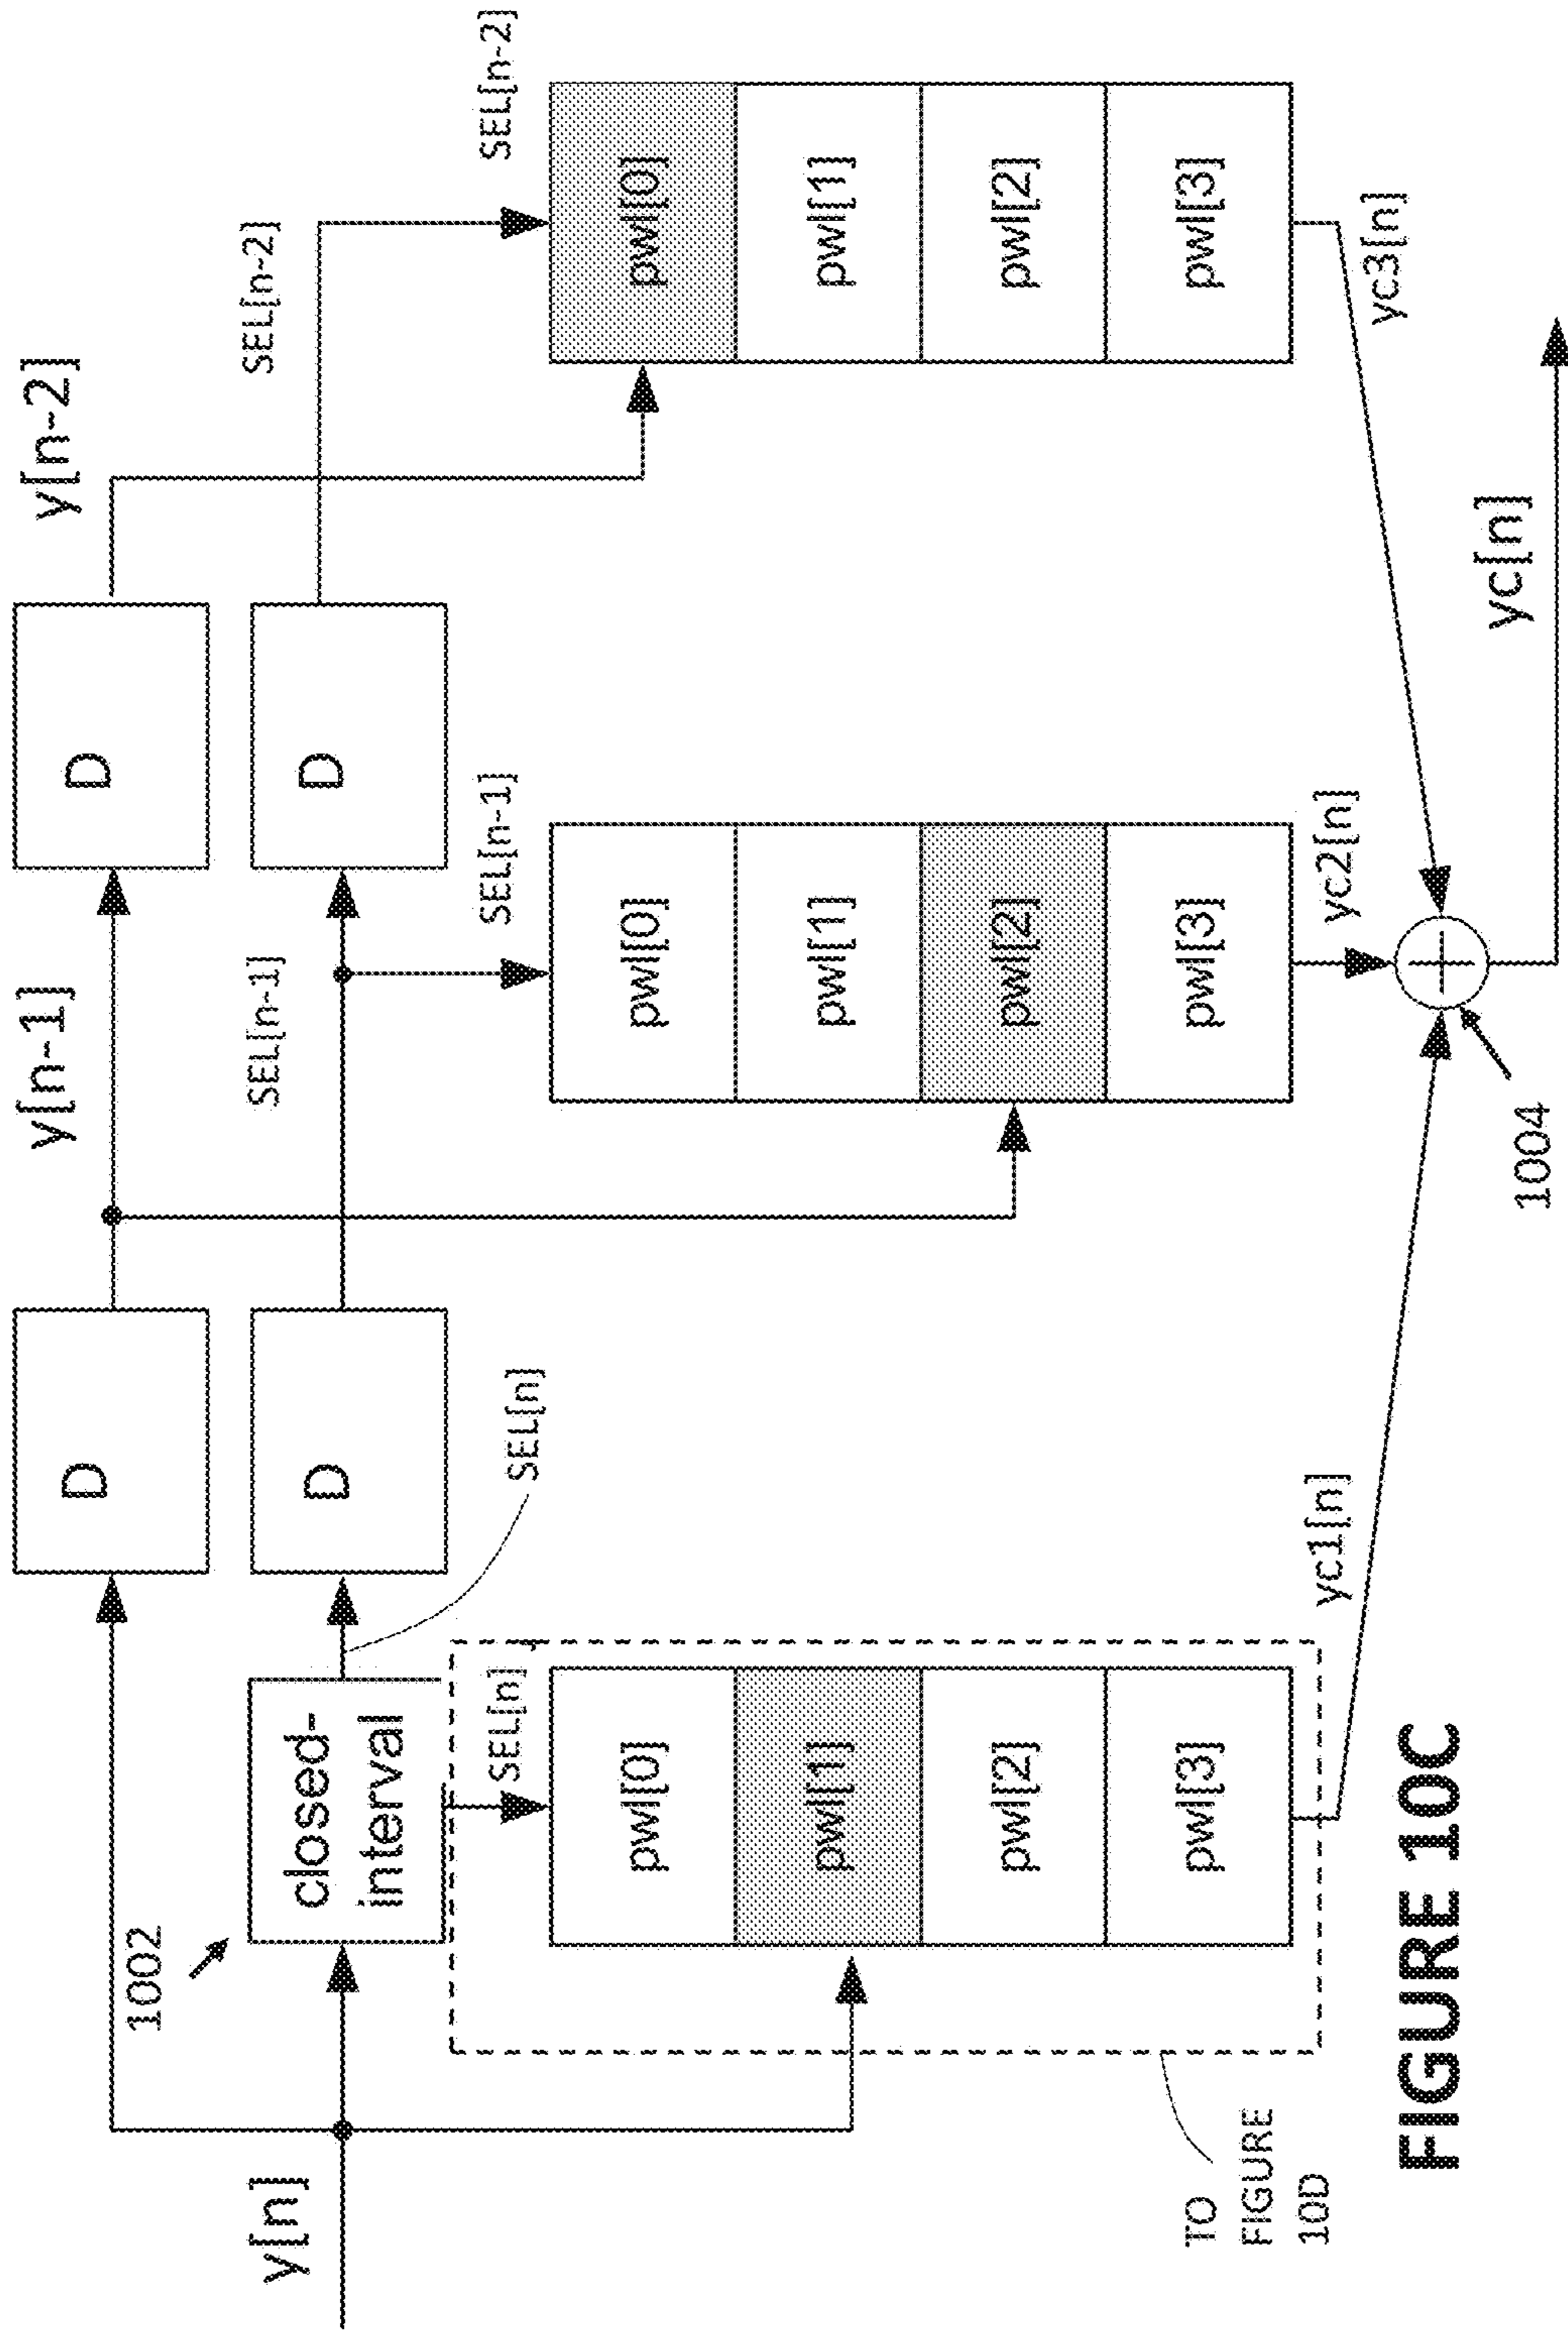 y[n]
y[n-1]
y[n-2]
1002
closed-
interval
D
D
D
D
SEL[n]
SEL[n-1]
SEL[n-2]
SEL[n]
SEL[n-1]
SEL[n-2]
pwl[0]
pwl[1]
pwl[2]
pwl[3]
pwl[0]
pwl[1]
pwl[2]
pwl[3]
pwl[0]
pwl[1]
pwl[2]
pwl[3]
yc1[n]
yc2[n]
yc3[n]
1004
yc[n]
TO
FIGURE
10D
FIGURE 10C